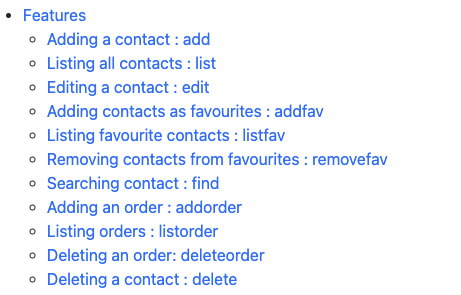 Features
Adding a contact : add
Listing all contacts : list
Editing a contact : edit
Adding contacts as favourites : addfav
Listing favourite contacts : listfav
Removing contacts from favourites : removefav
Searching contact : find
Adding an order : addorder
Listing orders : listorder
Deleting an order: deleteorder
Deleting a contact : delete